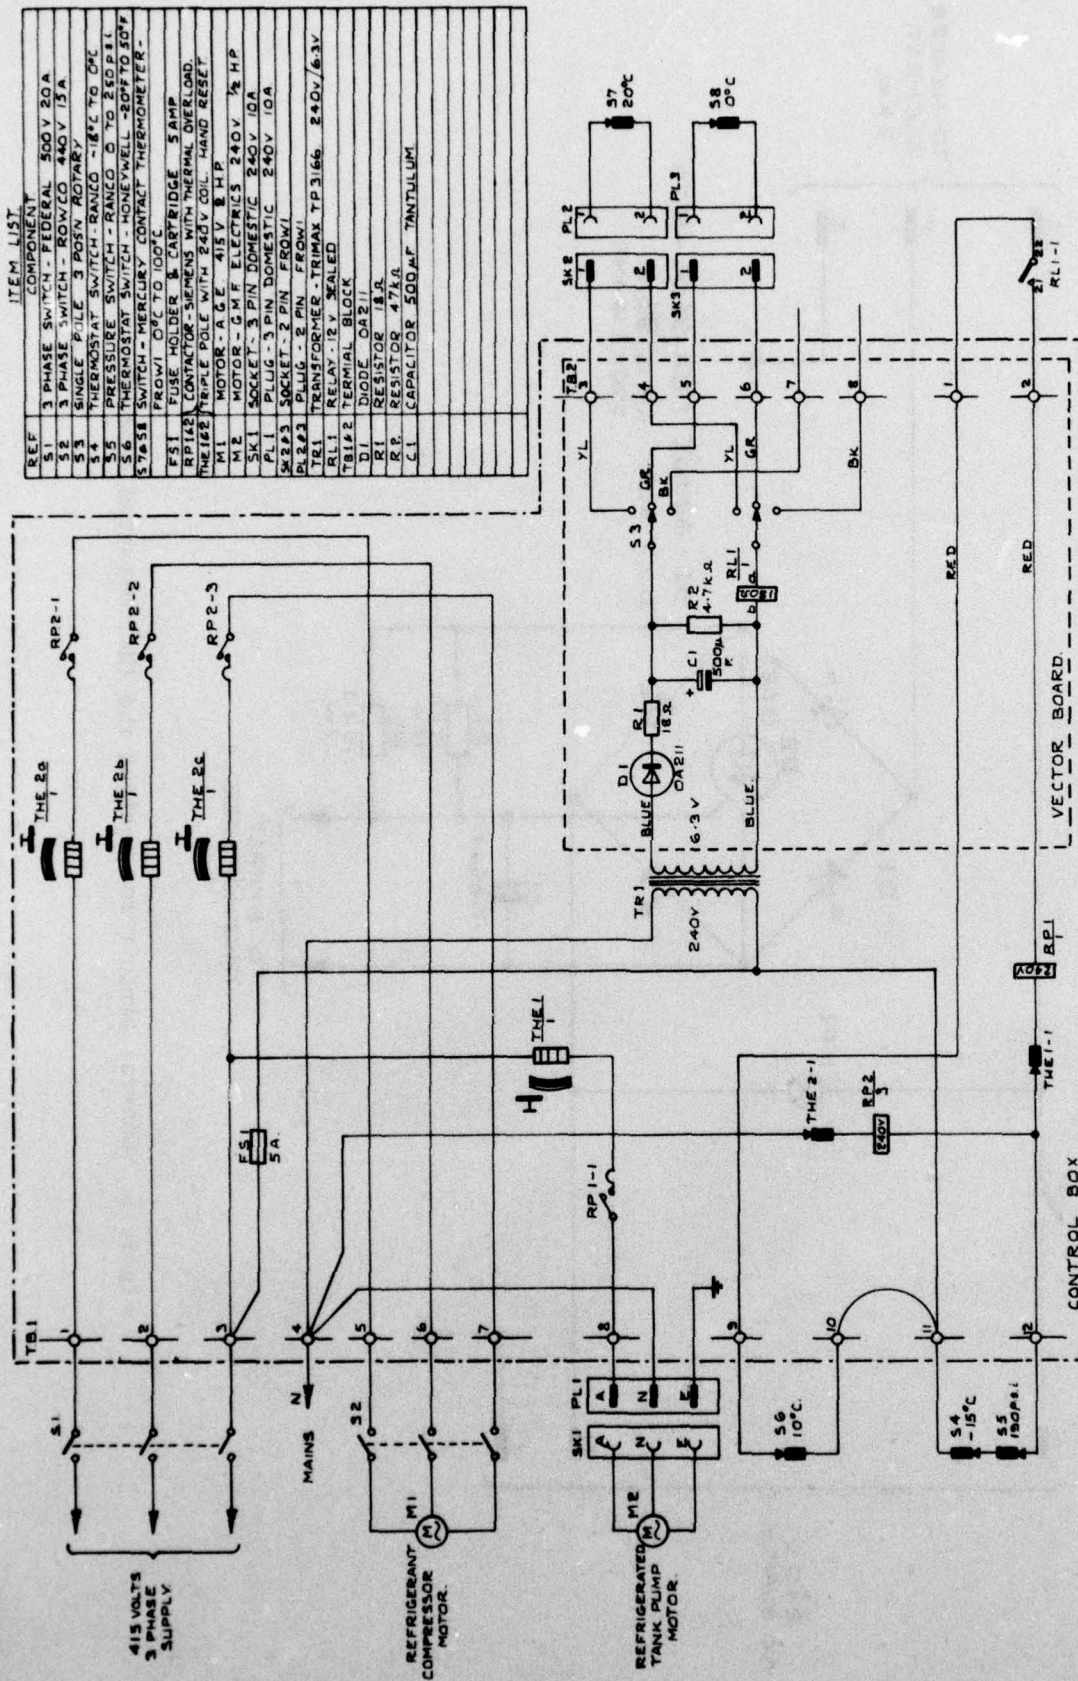 ITEM LIST
REF COMPONENT
S1 3 PHASE SWITCH - FEDERAL 500V 20A
S2 3 PHASE SWITCH - ROWCO 440V 15A
S3 SINGLE POLE 3 POSN ROTARY
S4 THERMOSTAT SWITCH - RANCO -18°C TO 0°C
S5 PRESSURE SWITCH - RANCO 0 TO 250 P.S.I.
S6 THERMOSTAT SWITCH - HONEYWELL -20°F TO 50°F
S7&S8 SWITCH - MERCURY CONTACT THERMOMETER -
FROWI 0°C TO 100°C
FS1 FUSE HOLDER & CARTRIDGE 5 AMP
RP1&2 CONTACTOR - SIEMENS WITH THERMAL OVERLOAD.
THE1&2 TRIPLE POLE WITH 240V COIL. HAND RESET
M1 MOTOR - A.G.E. 415V 2 H.P.
M2 MOTOR - G.M.F. ELECTRICS 240V ½ H.P.
SK1 SOCKET - 3 PIN DOMESTIC 240V 10A
PL1 PLUG - 3 PIN DOMESTIC 240V 10A
SK2&3 SOCKET - 2 PIN FROWI
PL2&3 PLUG - 2 PIN FROWI
TR1 TRANSFORMER - TRIMAX TP3166 240V/6.3V
RL1 RELAY - 12V SEALED
TB1&2 TERMIAL BLOCK
D1 DIODE OA211
R1 RESISTOR 18Ω
R2 RESISTOR 4.7kΩ
C1 CAPACITOR 500µF TANTULUM
415 VOLTS
3 PHASE
SUPPLY
S1
TB.1
1
2
3
4
5
6
7
8
9
10
11
12
N
MAINS
S2
M1
M
REFRIGERANT
COMPRESSOR
MOTOR.
SK1
PL1
A
A
N
N
E
E
M2
M
REFRIGERATED
TANK PUMP
MOTOR.
S6
10°C.
S4
-15°C
S5
190P.S.I.
THE 2a
1
THE 2b
1
THE 2c
1
RP2-1
RP2-2
RP2-3
FS1
5A.
THE1
1
RP1-1
THE 2-1
RP2
3
240V
THE1-1
RP1
1
240V
CONTROL BOX
TR1
240V
6.3V
BLUE
BLUE
D1
OA211
R1
18Ω
+
C1
500µ
F.
R2
4.7kΩ
RL1
1
180Ω
b
a
S3
YL
GR.
BK
YL
GR
BK
RED
RED
VECTOR BOARD.
T.B.2
3
4
5
6
7
8
1
2
SK2
PL2
1
1
2
2
SK3
PL3
1
1
2
2
S7
20°C
S8
0°C
21
22
RL1-1